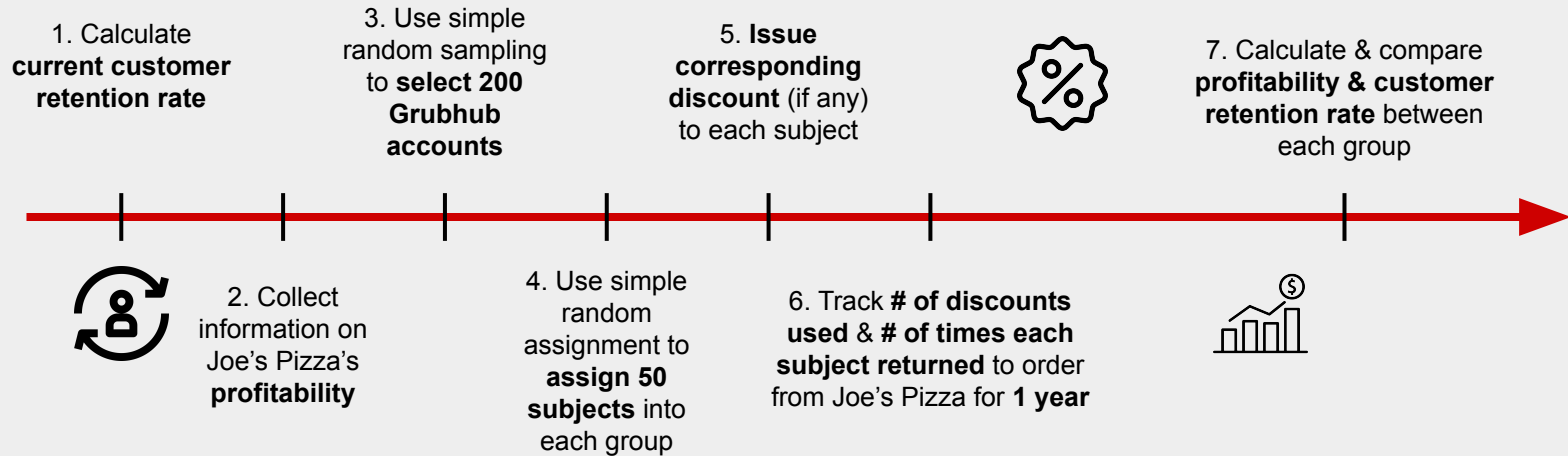 1. Calculate
current customer
retention rate
2. Collect
information on
Joe's Pizza's
profitability
3. Use simple
random sampling
to select 200
Grubhub
accounts
4. Use simple
random
assignment to
assign 50
subjects into
each group
5. Issue
corresponding
discount (if any)
to each subject
6. Track # of discounts
used & # of times each
subject returned to order
from Joe's Pizza for 1 year
7. Calculate & compare
profitability & customer
retention rate between
each group
%
$